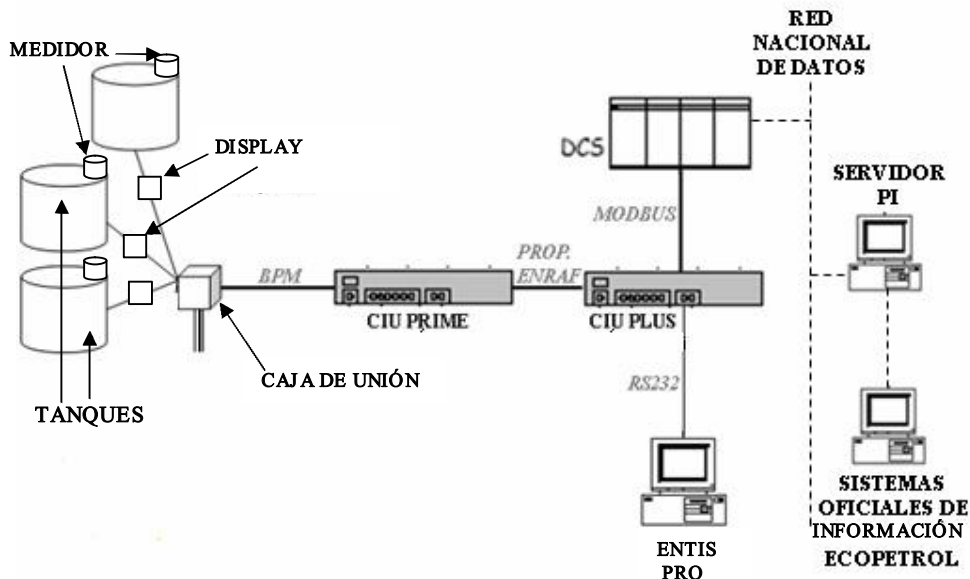 MEDIDOR
DISPLAY
TANQUES
CAJA DE UNIÓN
BPM
CIU PRIME
PROP.
ENRAF
CIU PLUS
MODBUS
DCS
RS232
ENTIS
PRO
RED
NACIONAL
DE DATOS
SERVIDOR
PI
SISTEMAS
OFICIALES DE
INFORMACIÓN
ECOPETROL